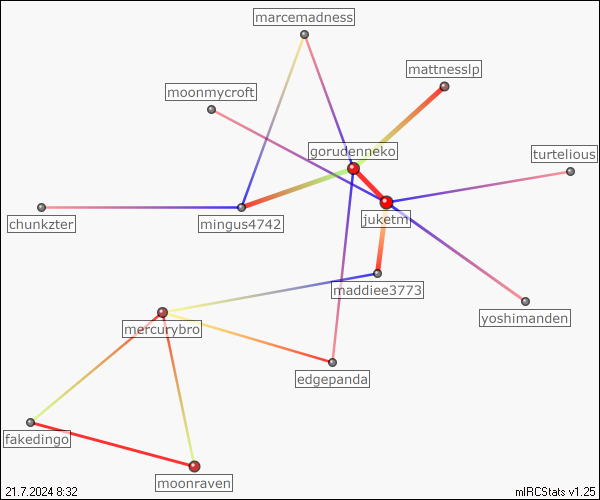 marcemadness
mattnesslp
moonmycroft
gorudenneko
turtelious
chunkzter
mingus4742
juketm
maddiee3773
yoshimanden
mercurybro
edgepanda
fakedingo
moonraven
21.7.2024 8:32
mIRCStats v1.25